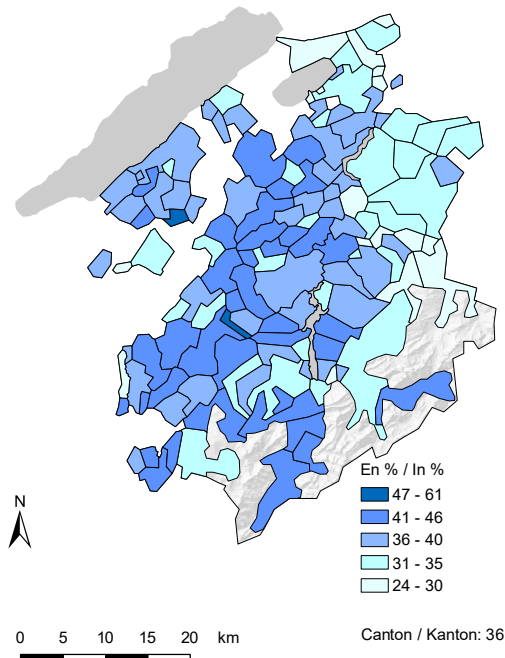 En % / In %
47 - 61
41 - 46
36 - 40
31 - 35
24 - 30
N
0 5 10 15 20 km
Canton / Kanton: 36